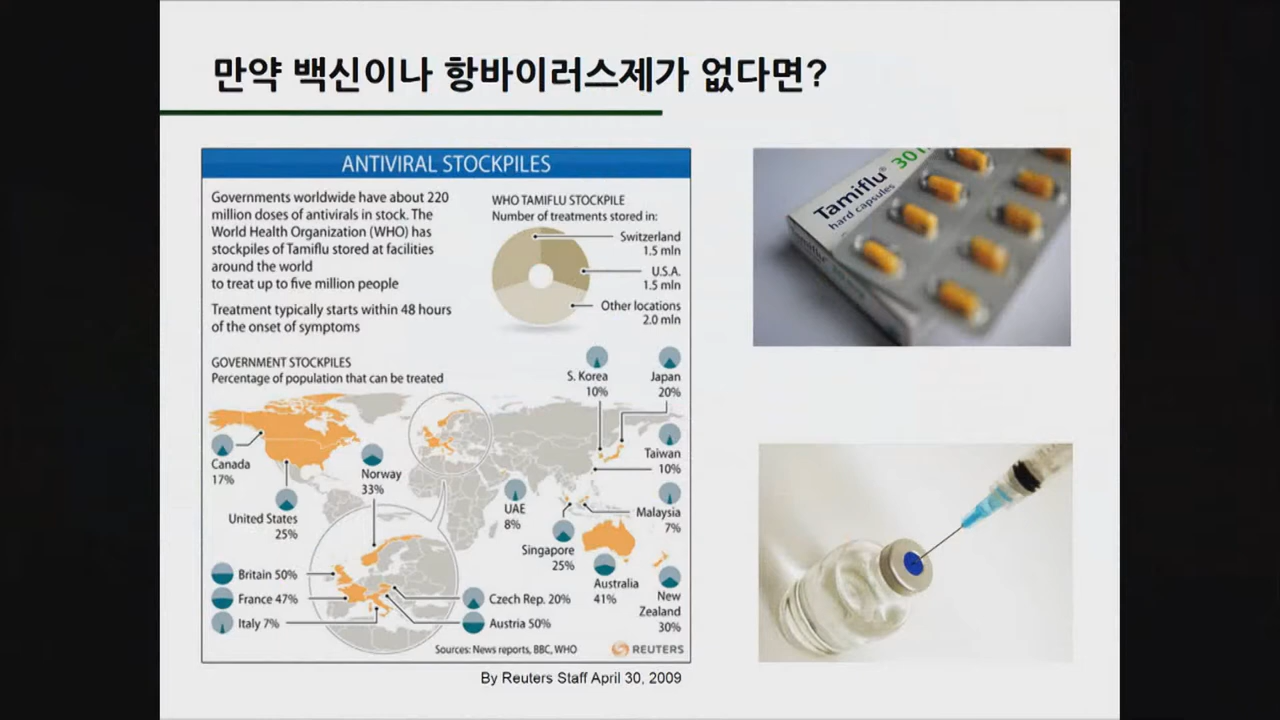 만약 백신이나 항바이러스제가 없다면?
ANTIVIRAL STOCKPILES
Governments worldwide have about 220
million doses of antivirals in stock. The
World Health Organization (WHO) has
stockpiles of Tamiflu stored at facilities
around the world
to treat up to five million people
Treatment typically starts within 48 hours
of the onset of symptoms
WHO TAMIFLU STOCKPILE
Number of treatments stored in:
Switzerland
1.5 mln
U.S.A.
1.5 mln
Other locations
2.0 mln
GOVERNMENT STOCKPILES
Percentage of population that can be treated
S. Korea
10%
Japan
20%
Canada
17%
Norway
33%
Taiwan
10%
United States
25%
UAE
8%
Malaysia
7%
Singapore
25%
Australia
41%
New
Zealand
30%
Britain 50%
France 47%
Italy 7%
Czech Rep. 20%
Austria 50%
Sources: News reports, BBC, WHO
REUTERS
By Reuters Staff April 30, 2009
Tamiflu®
hard capsules